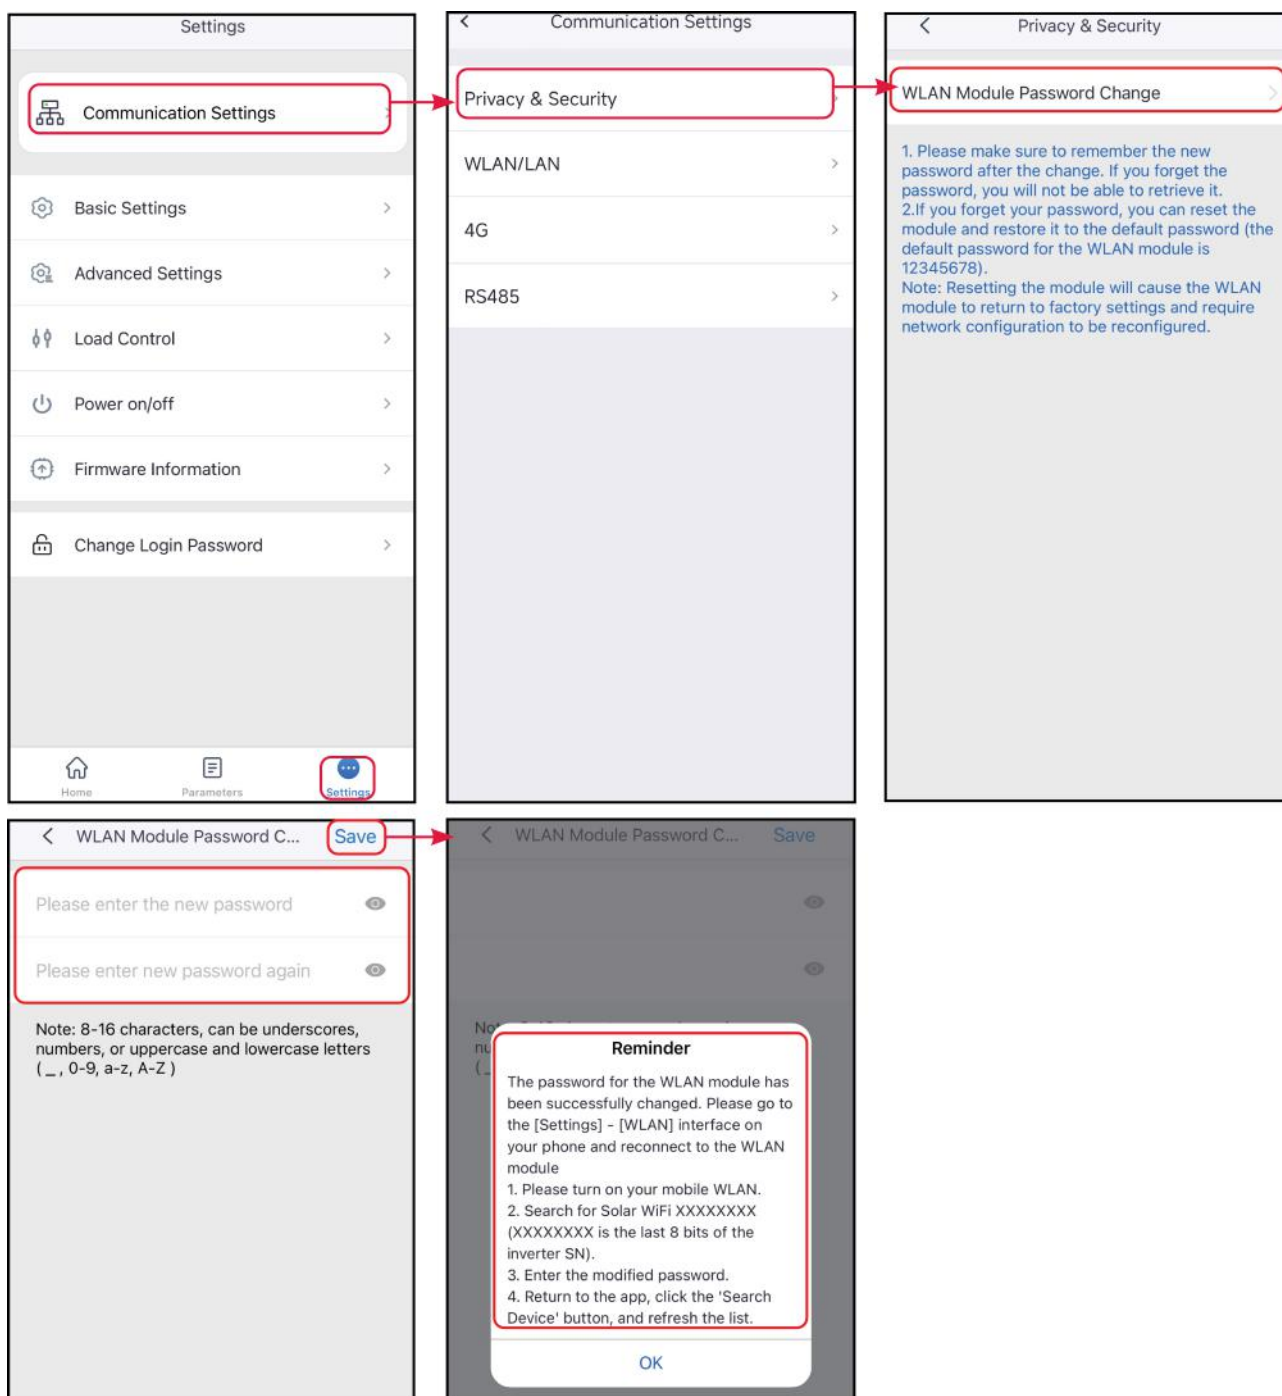 Settings
Communication Settings
Basic Settings
Advanced Settings
Load Control
Power on/off
Firmware Information
Change Login Password
Home
Parameters
Settings
Communication Settings
Privacy & Security
WLAN/LAN
4G
RS485
Privacy & Security
WLAN Module Password Change
1. Please make sure to remember the new
password after the change. If you forget the
password, you will not be able to retrieve it.
2.If you forget your password, you can reset the
module and restore it to the default password (the
default password for the WLAN module is
12345678).
Note: Resetting the module will cause the WLAN
module to return to factory settings and require
network configuration to be reconfigured.
WLAN Module Password C...
Save
Please enter the new password
Please enter new password again
Note: 8-16 characters, can be underscores,
numbers, or uppercase and lowercase letters
( _ , 0-9, a-z, A-Z )
WLAN Module Password C...
Save
Reminder
The password for the WLAN module has
been successfully changed. Please go to
the [Settings] - [WLAN] interface on
your phone and reconnect to the WLAN
module
1. Please turn on your mobile WLAN.
2. Search for Solar WiFi XXXXXXXX
(XXXXXXXX is the last 8 bits of the
inverter SN).
3. Enter the modified password.
4. Return to the app, click the 'Search
Device' button, and refresh the list.
OK